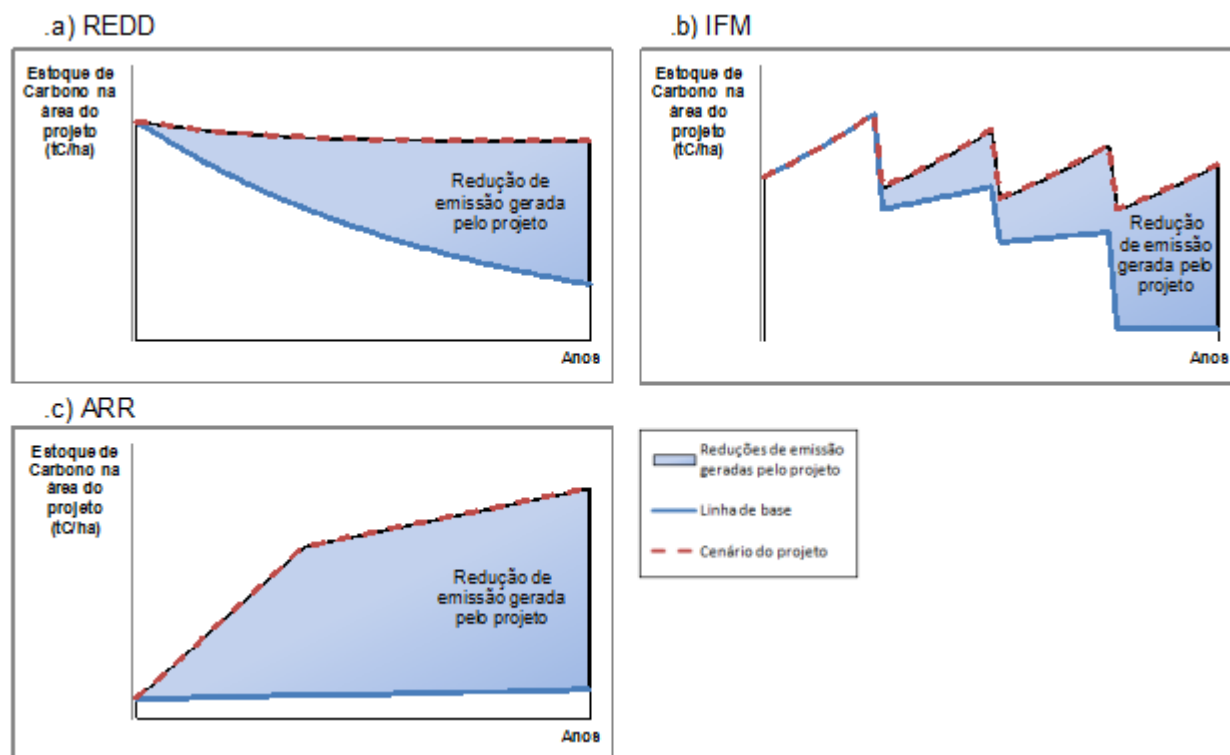 .a) REDD
Estoque de
Carbono na
área do
projeto
(tC/ha)
Redução de
emissão gerada
pelo projeto
Anos
.b) IFM
Estoque de
Carbono na
área do
projeto
(tC/ha)
Redução
de emissão
gerada pelo
projeto
Anos
.c) ARR
Estoque de
Carbono na
área do
projeto
(tC/ha)
Redução de
emissão gerada
pelo projeto
Anos
Reduções de emissão
geradas pelo projeto
Linha de base
Cenário do projeto